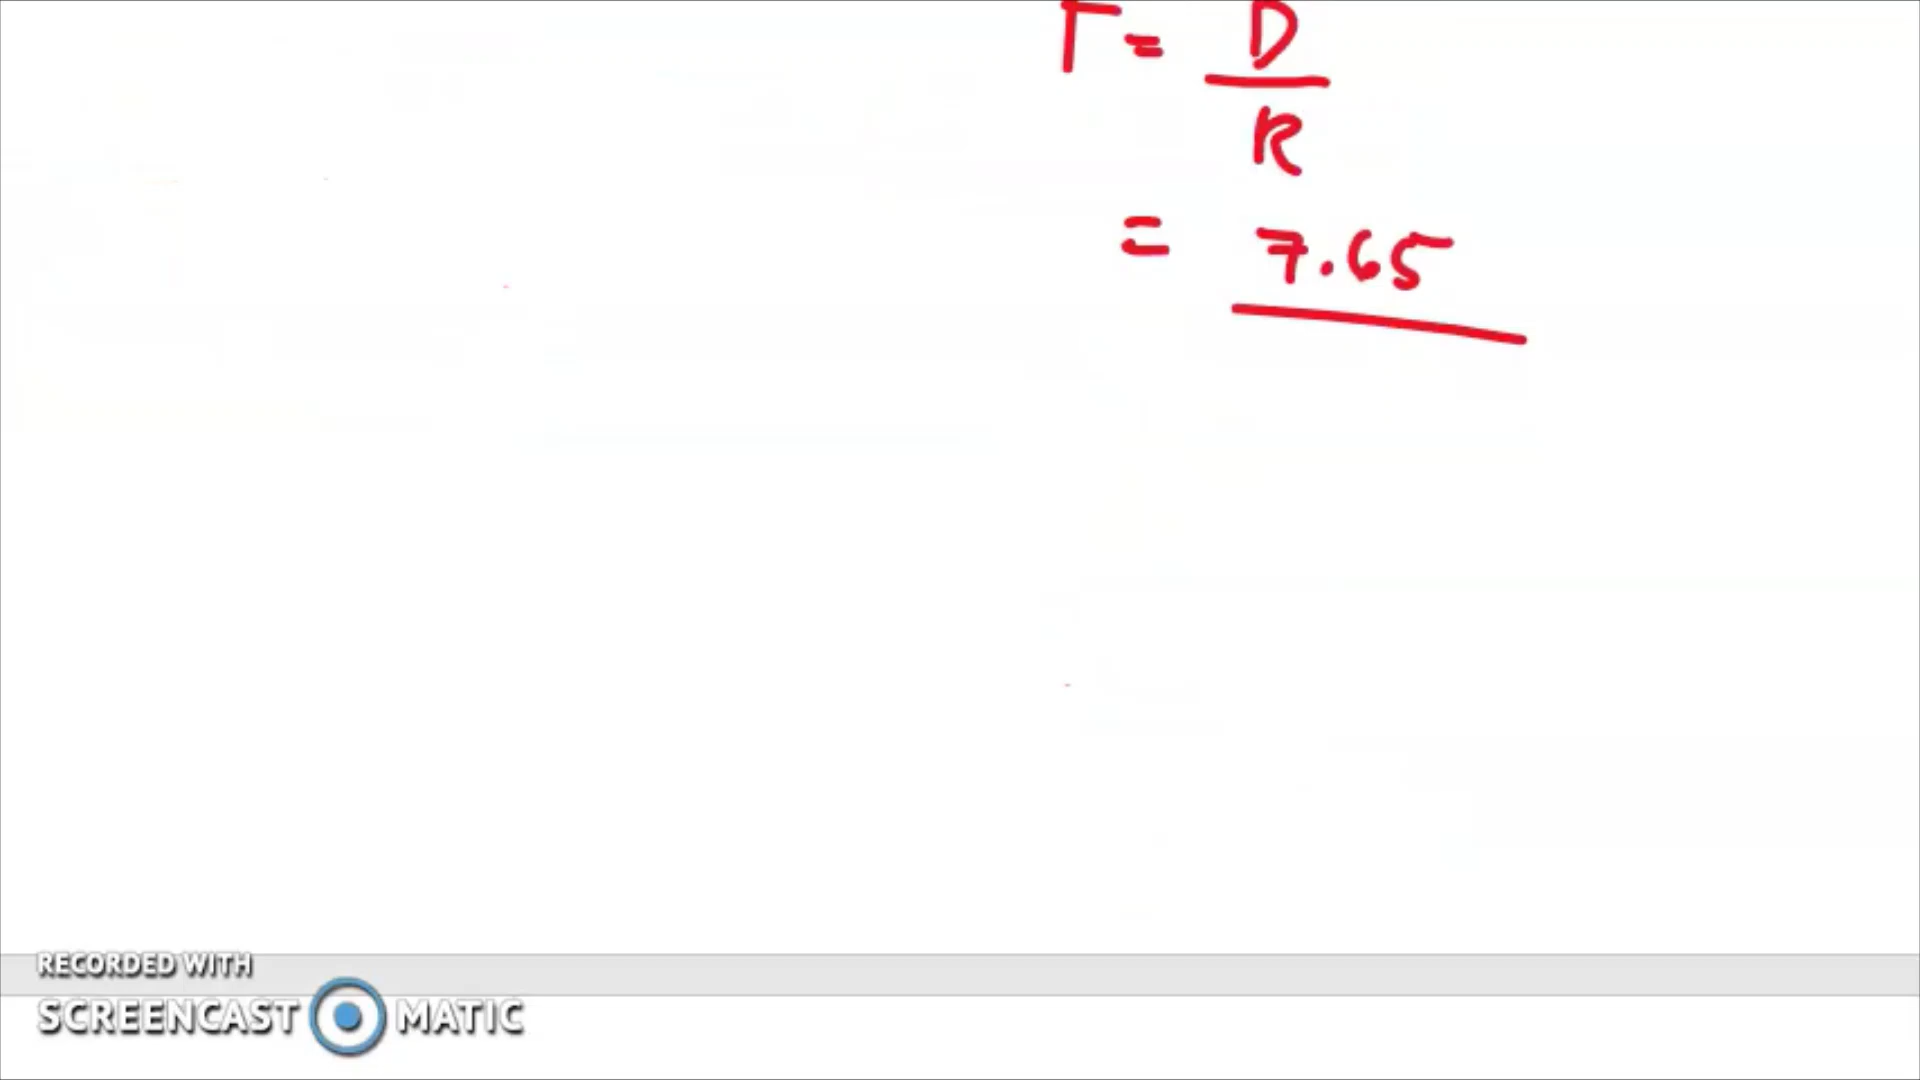 T = D
R
= 7.65
RECORDED WITH
SCREENCAST MATIC